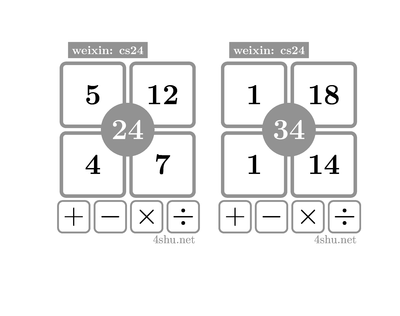 weixin: cs24
5 12
24
4 7
+ − × ÷
4shu.net
weixin: cs24
1 18
34
1 14
+ − × ÷
4shu.net